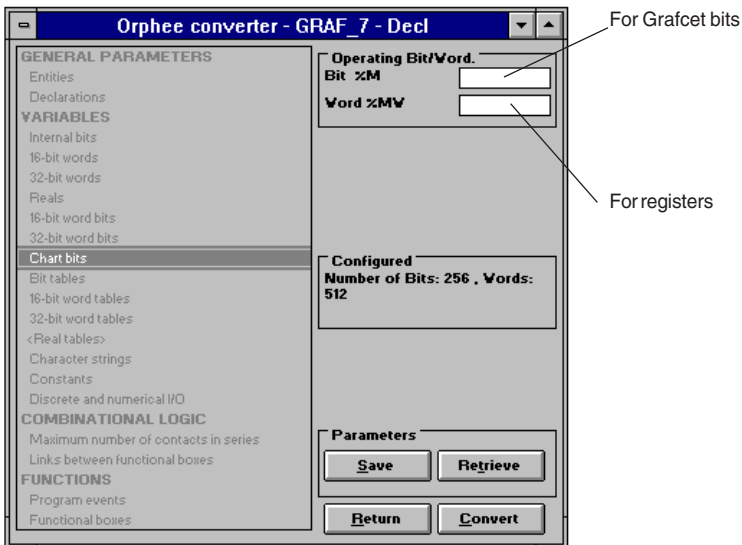 Orphee converter - GRAF_7 - Decl
For Grafcet bits
GENERAL PARAMETERS
Entities
Declarations
VARIABLES
Internal bits
16-bit words
32-bit words
Reals
16-bit word bits
32-bit word bits
Chart bits
Bit tables
16-bit word tables
32-bit word tables
<Real tables>
Character strings
Constants
Discrete and numerical I/O
COMBINATIONAL LOGIC
Maximum number of contacts in series
Links between functional boxes
FUNCTIONS
Program events
Functional boxes
Operating Bit/Word.
Bit %M
Word %MW
For registers
Configured
Number of Bits: 256 , Words:
512
Parameters
Save Retrieve
Return Convert